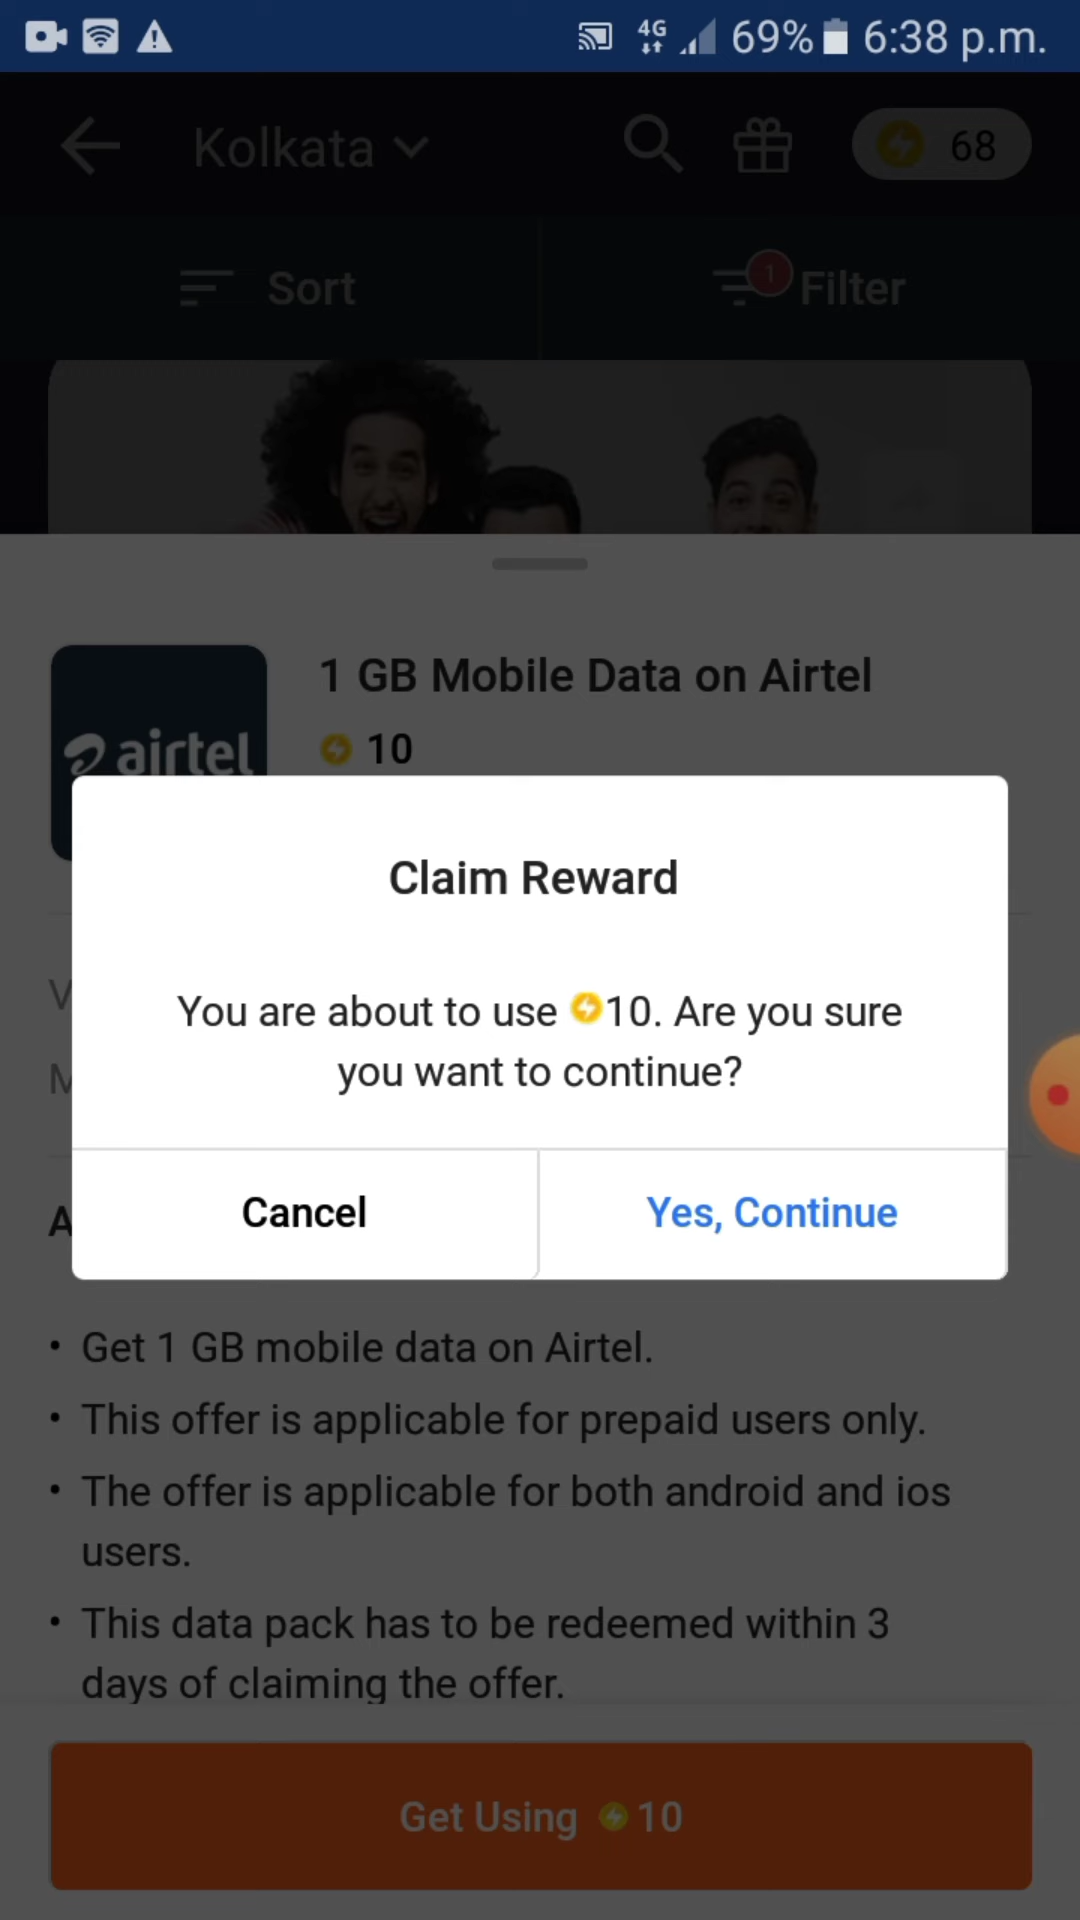 4G 69% 6:38 p.m.
Kolkata 68
Sort 1 Filter
1 GB Mobile Data on Airtel
airtel 10
Claim Reward
You are about to use 10. Are you sure
you want to continue?
Cancel Yes, Continue
Get 1 GB mobile data on Airtel.
This offer is applicable for prepaid users only.
The offer is applicable for both android and ios
users.
This data pack has to be redeemed within 3
days of claiming the offer.
Get Using 10